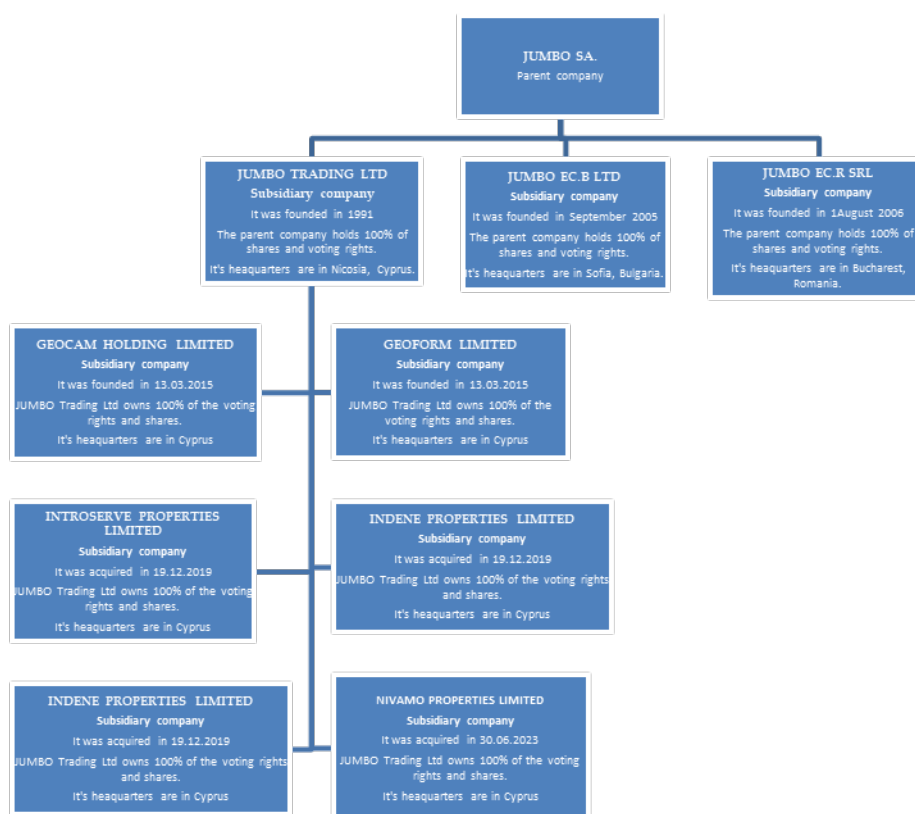 JUMBO SA.
Parent company
JUMBO TRADING LTD
Subsidiary company
It was founded in 1991
The parent company holds 100% of
shares and voting rights.
It's heaquarters are in Nicosia, Cyprus.
JUMBO EC.B LTD
Subsidiary company
It was founded in September 2005
The parent company holds 100% of
shares and voting rights.
It's heaquarters are in Sofia, Bulgaria.
JUMBO EC.R SRL
Subsidiary company
It was founded in 1August 2006
The parent company holds 100% of
shares and voting rights.
It's heaquarters are in Bucharest,
Romania.
GEOCAM HOLDING LIMITED
Subsidiary company
It was founded in 13.03.2015
JUMBO Trading Ltd owns 100% of the voting
rights and shares.
It's heaquarters are in Cyprus
GEOFORM LIMITED
Subsidiary company
It was founded in 13.03.2015
JUMBO Trading Ltd owns 100% of the
voting rights and shares.
It's heaquarters are in Cyprus
INTROSERVE PROPERTIES
LIMITED
Subsidiary company
It was acquired in 19.12.2019
JUMBO Trading Ltd owns 100% of the voting
rights and shares.
It's heaquarters are in Cyprus
INDENE PROPERTIES LIMITED
Subsidiary company
It was acquired in 19.12.2019
JUMBO Trading Ltd owns 100% of the voting rights
and shares.
It's heaquarters are in Cyprus
INDENE PROPERTIES LIMITED
Subsidiary company
It was acquired in 19.12.2019
JUMBO Trading Ltd owns 100% of the voting rights
and shares.
It's heaquarters are in Cyprus
NIVAMO PROPERTIES LIMITED
Subsidiary company
It was acquired in 30.06.2023
JUMBO Trading Ltd owns 100% of the voting
rights and shares.
It's heaquarters are in Cyprus